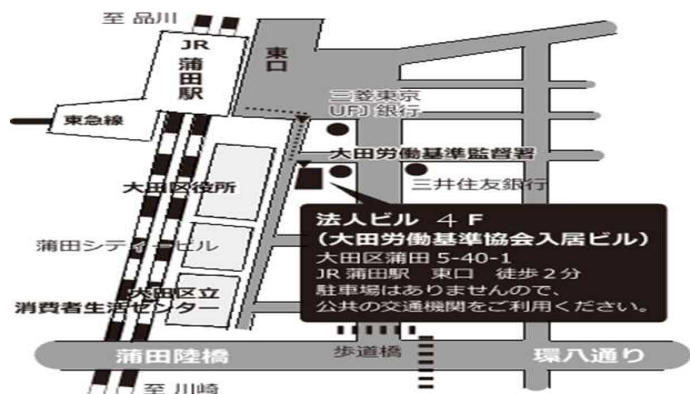 至 品川
JR
蒲田駅
東口
東急線
三菱東京
UFJ 銀行
大田労働基準監督署
三井住友銀行
大田区役所
法人ビル ４Ｆ
(大田労働基準協会入居ビル)
大田区蒲田 5-40-1
JR 蒲田駅 東口 徒歩２分
駐車場はありませんので、
公共の交通機関をご利用ください。
蒲田シティービル
大田区立
消費者生活センター
歩道橋
蒲田陸橋
環八通り
至 川崎